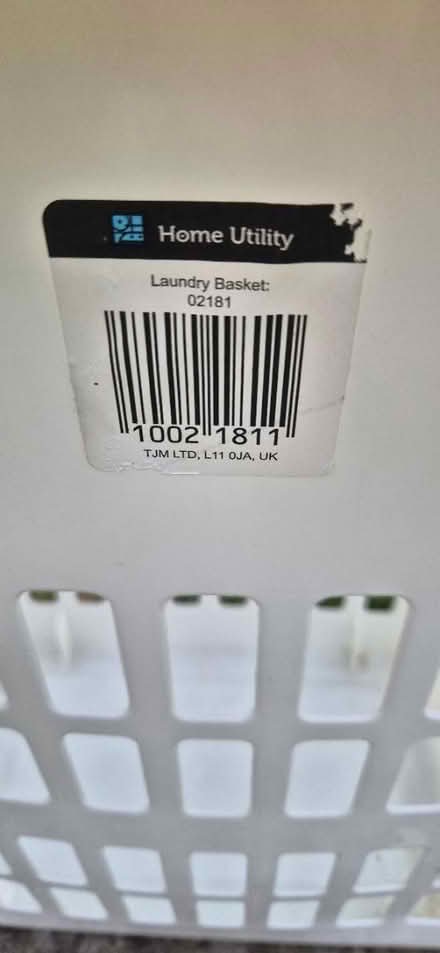 Home Utility
Laundry Basket:
02181
1002 1811
TJM LTD, L11 0JA, UK